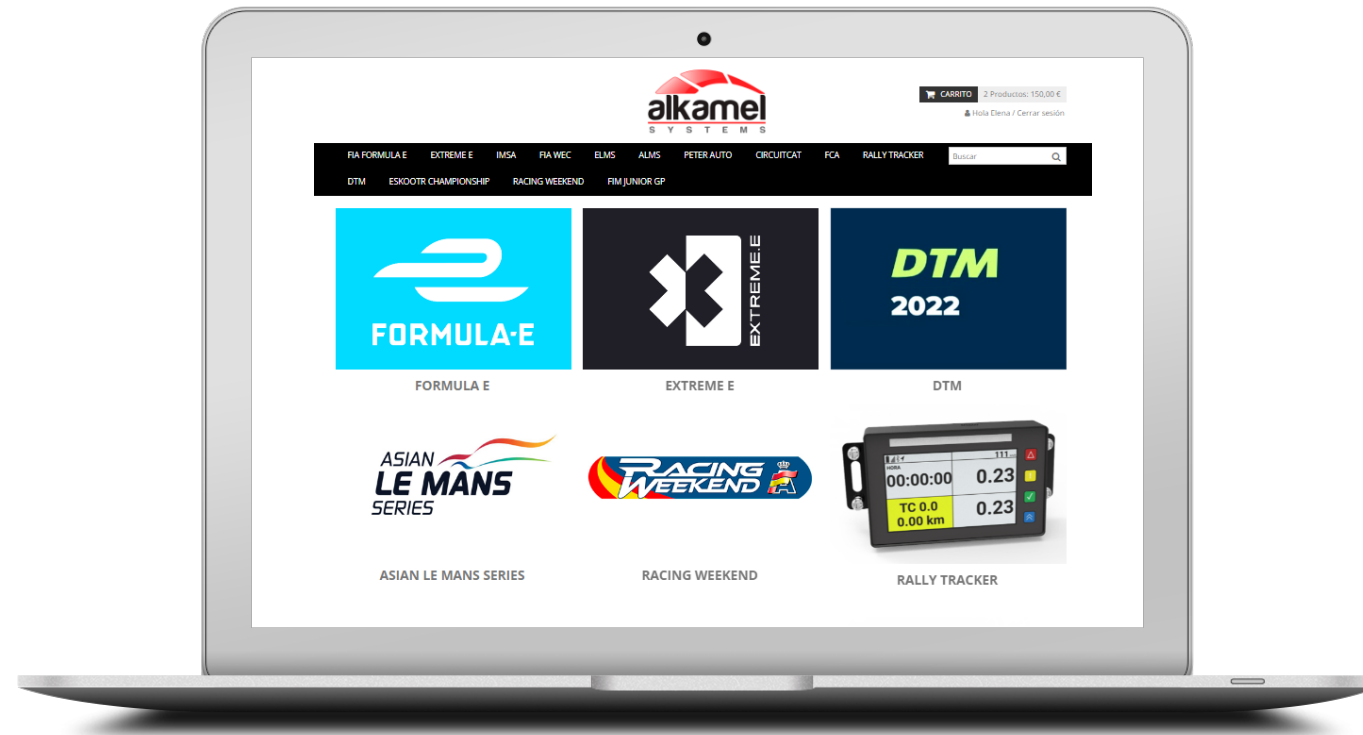 alkamel
SYSTEMS
CARRITO 2 Productos: 150,00 €
Hola Elena / Cerrar sesión
FIA FORMULA E EXTREME E IMSA FIA WEC ELMS ALMS PETER AUTO CIRCUITCAT FCA RALLY TRACKER Buscar
DTM ESKOOTR CHAMPIONSHIP RACING WEEKEND FIM JUNIOR GP
FORMULA-E
EXTREME.E
DTM
2022
FORMULA E EXTREME E DTM
ASIAN
LE MANS
SERIES
RACING
WEEKEND
111
HORA
00:00:00 0.23
TC 0.0
0.00 km
0.23
ASIAN LE MANS SERIES RACING WEEKEND RALLY TRACKER